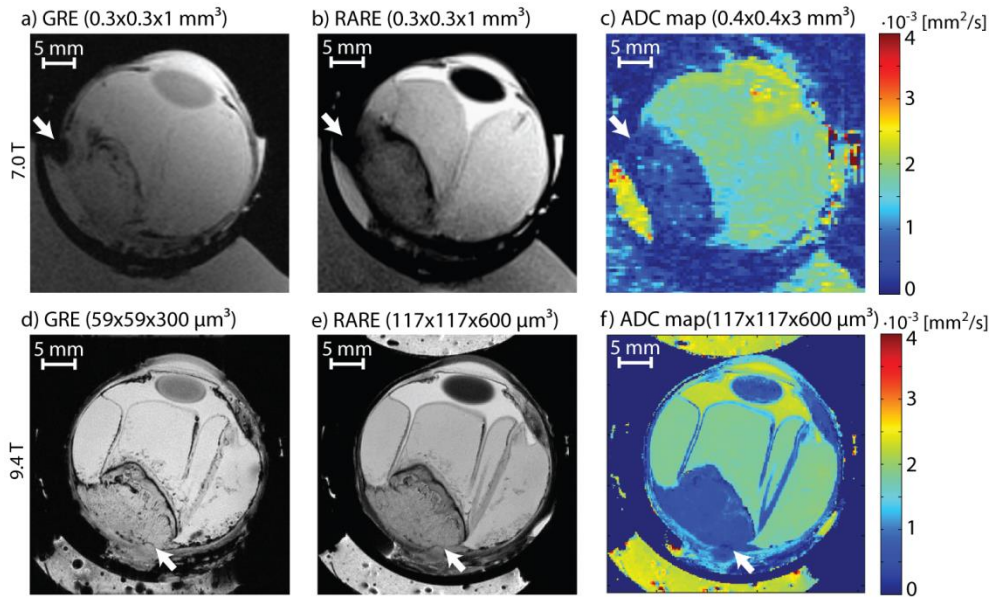 a) GRE (0.3x0.3x1 mm³)
b) RARE (0.3x0.3x1 mm³)
c) ADC map (0.4x0.4x3 mm³)
·10⁻³ [mm²/s]
5 mm
5 mm
5 mm
4
3
2
1
0
7.0 T
d) GRE (59x59x300 µm³)
e) RARE (117x117x600 µm³)
f) ADC map(117x117x600 µm³)
·10⁻³ [mm²/s]
5 mm
5 mm
5 mm
4
3
2
1
0
9.4 T